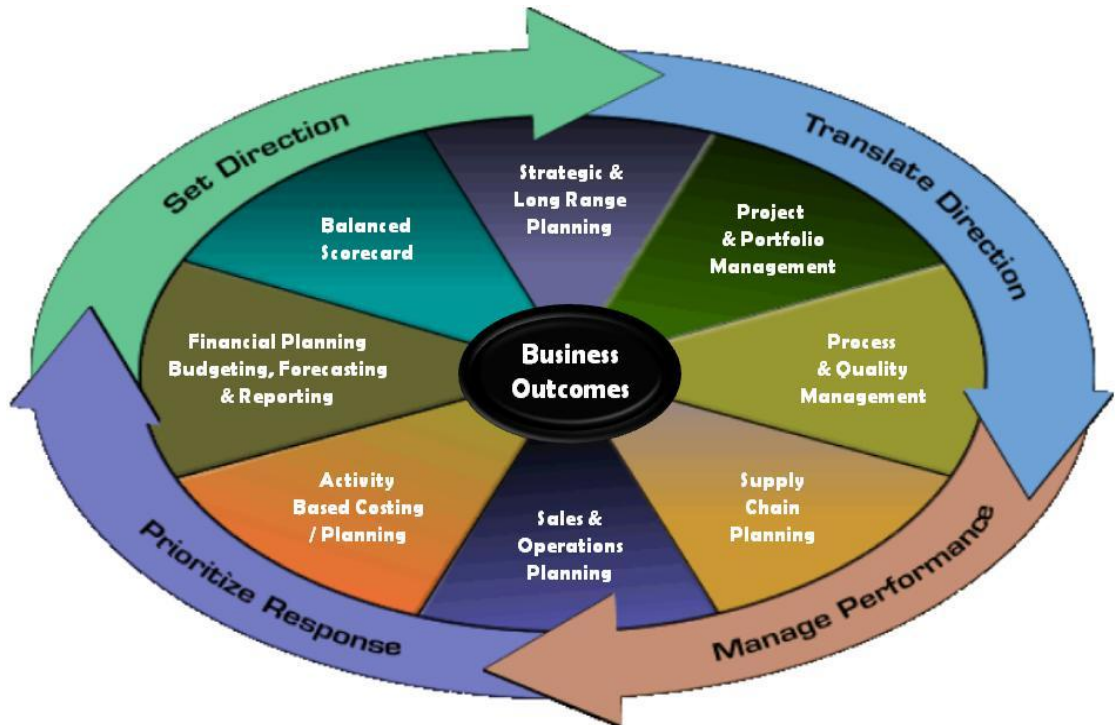 Set Direction
Translate Direction
Manage Performance
Prioritize Response
Strategic &
Long Range
Planning
Project
& Portfolio
Management
Process
& Quality
Management
Supply
Chain
Planning
Sales &
Operations
Planning
Activity
Based Costing
/ Planning
Financial Planning
Budgeting, Forecasting
& Reporting
Balanced
Scorecard
Business
Outcomes